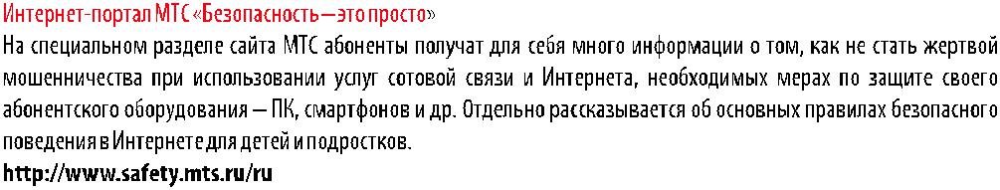 Интернет-портал МТС «Безопасность – это просто»
На специальном разделе сайта МТС абоненты получат для себя много информации о том, как не стать жертвой
мошенничества при использовании услуг сотовой связи и Интернета, необходимых мерах по защите своего
абонентского оборудования – ПК, смартфонов и др. Отдельно рассказывается об основных правилах безопасного
поведения в Интернете для детей и подростков.
http://www.safety.mts.ru/ru